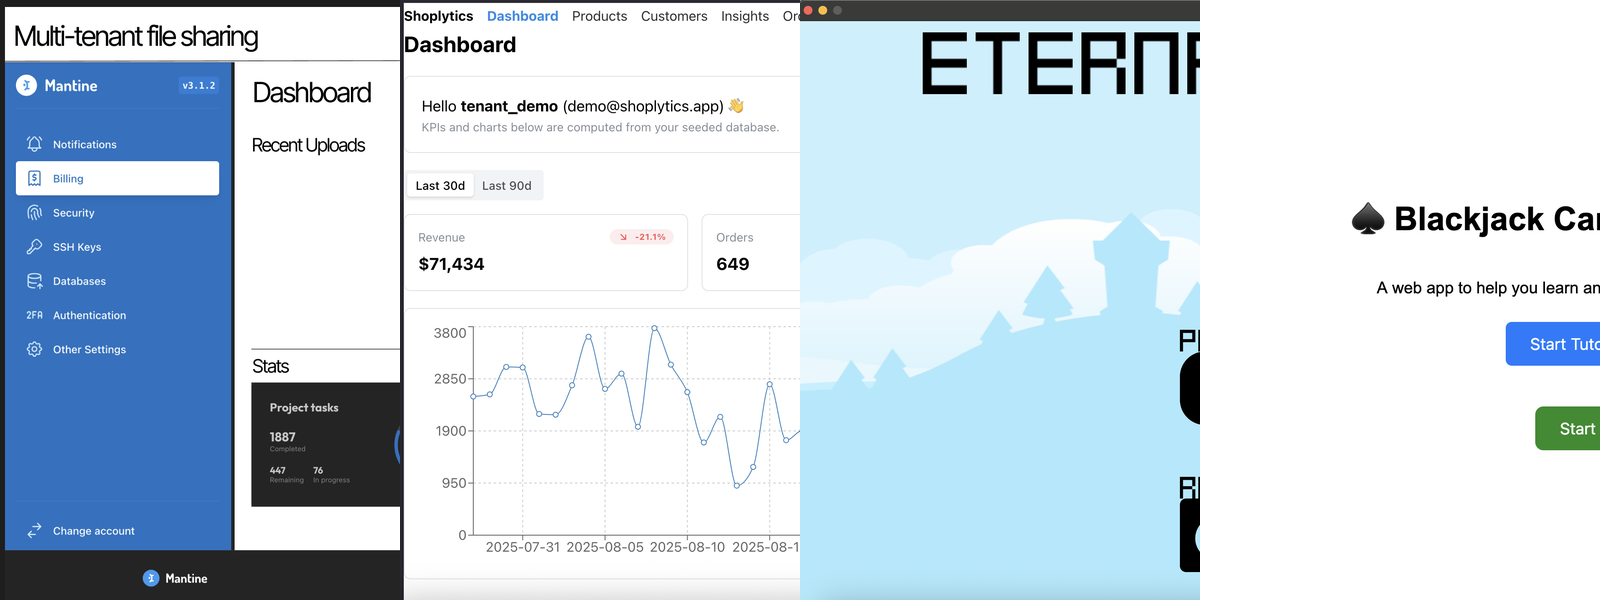 Multi-tenant file sharing
Mantine
v3.1.2
Notifications
Billing
Security
SSH Keys
Databases
2FA
Authentication
Other Settings
Change account
Mantine
Dashboard
Recent Uploads
Stats
Project tasks
1887
Completed
447
76
Remaining
In progress
Shoplytics Dashboard Products Customers Insights Or
Dashboard
Hello tenant_demo (demo@shoplytics.app) 👋
KPIs and charts below are computed from your seeded database.
Last 30d Last 90d
Revenue
-21.1%
$71,434
Orders
649
3800
2850
1900
950
0
2025-07-31 2025-08-05 2025-08-10 2025-08-1
ETERN
♠ Blackjack Ca
A web app to help you learn an
Start Tuto
Start